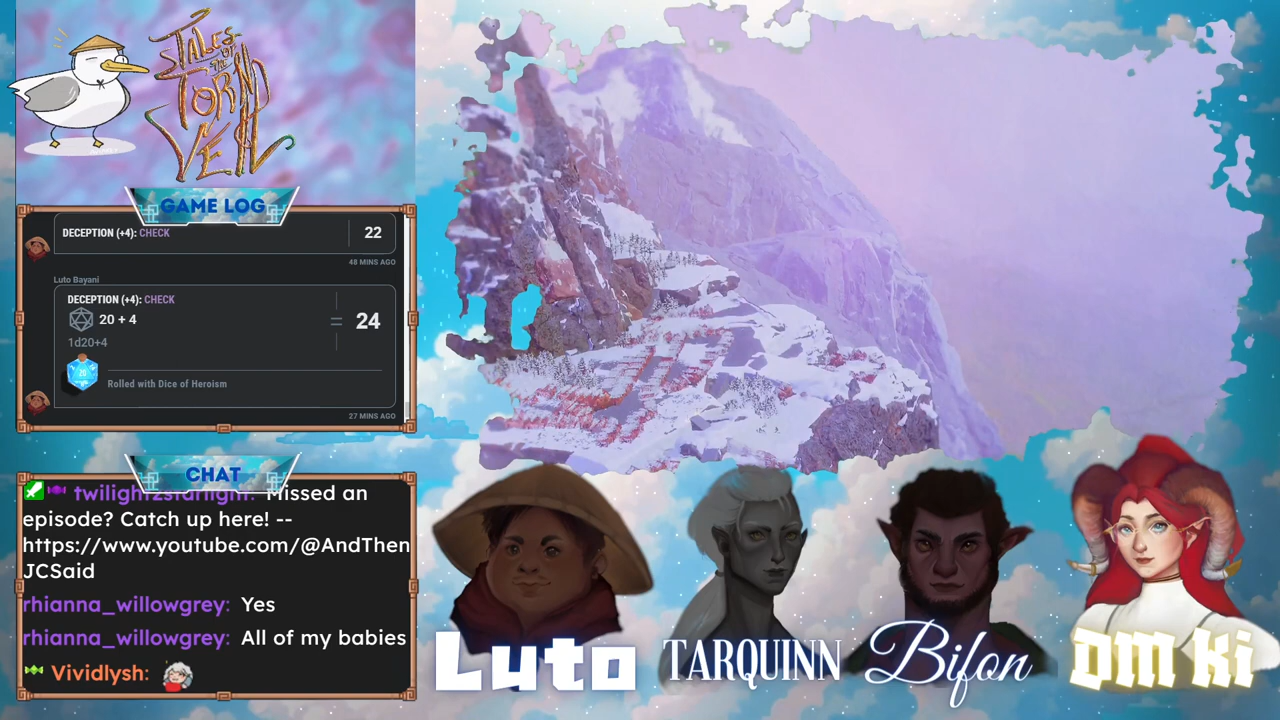 TALES
OF THE
TORN
VEIL
GAME LOG
DECEPTION (+4): CHECK
22
48 MINS AGO
Luto Bayani
DECEPTION (+4): CHECK
20 + 4
= 24
1d20+4
20
Rolled with Dice of Heroism
27 MINS AGO
CHAT
twilightzstarlight: Missed an
episode? Catch up here! --
https://www.youtube.com/@AndThen
JCSaid
rhianna_willowgrey: Yes
rhianna_willowgrey: All of my babies
Vividlysh:
Luto
TARQUINN
Bifon
DM Ki